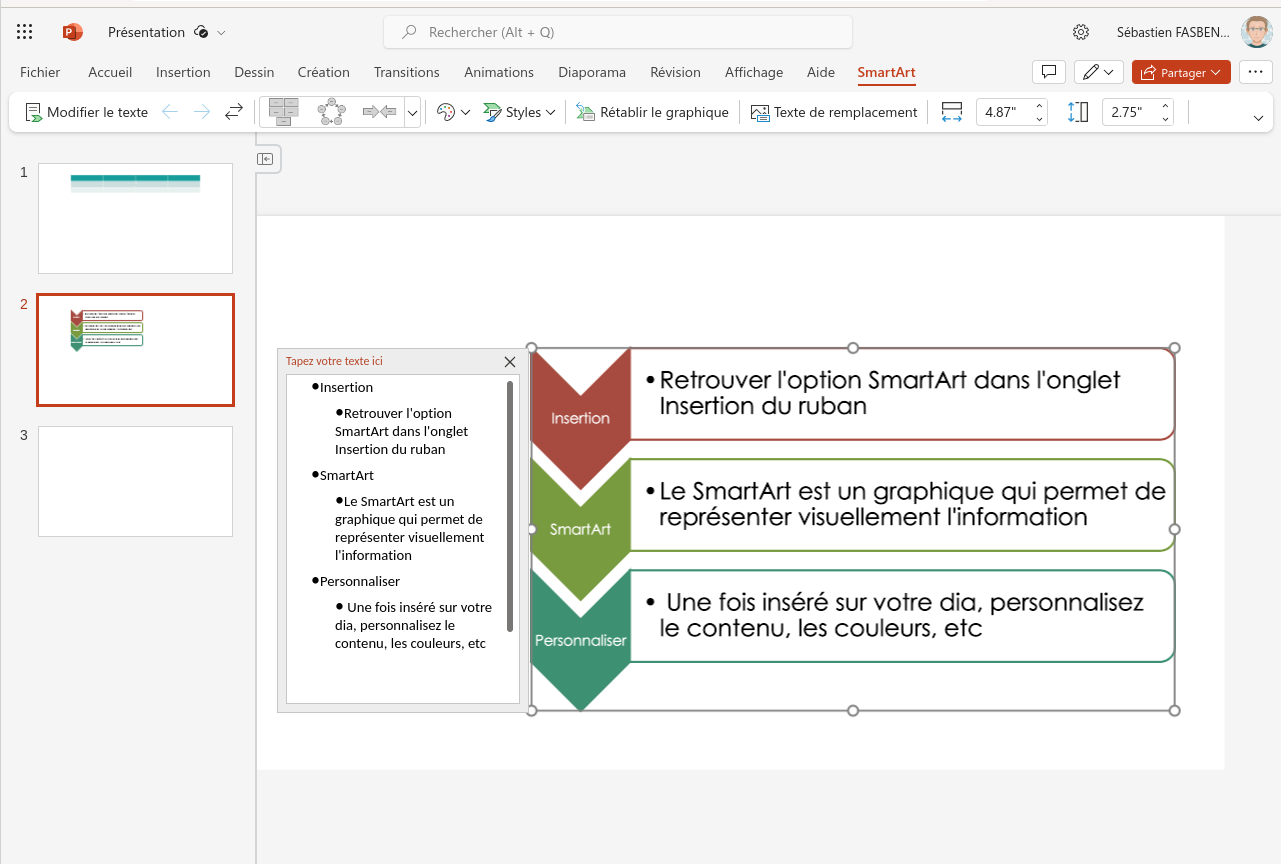 Présentation
Rechercher (Alt + Q)
Sébastien FASBEN...
Fichier Accueil Insertion Dessin Création Transitions Animations Diaporama Révision Affichage Aide SmartArt
Partager
Modifier le texte
Styles
Rétablir le graphique
Texte de remplacement
4.87"
2.75"
1
2
3
Tapez votre texte ici
•Insertion
•Retrouver l'option
SmartArt dans l'onglet
Insertion du ruban
•SmartArt
•Le SmartArt est un
graphique qui permet de
représenter visuellement
l'information
•Personnaliser
• Une fois inséré sur votre
dia, personnalisez le
contenu, les couleurs, etc
Insertion
•Retrouver l'option SmartArt dans l'onglet
Insertion du ruban
SmartArt
•Le SmartArt est un graphique qui permet de
représenter visuellement l'information
Personnaliser
• Une fois inséré sur votre dia, personnalisez
le contenu, les couleurs, etc